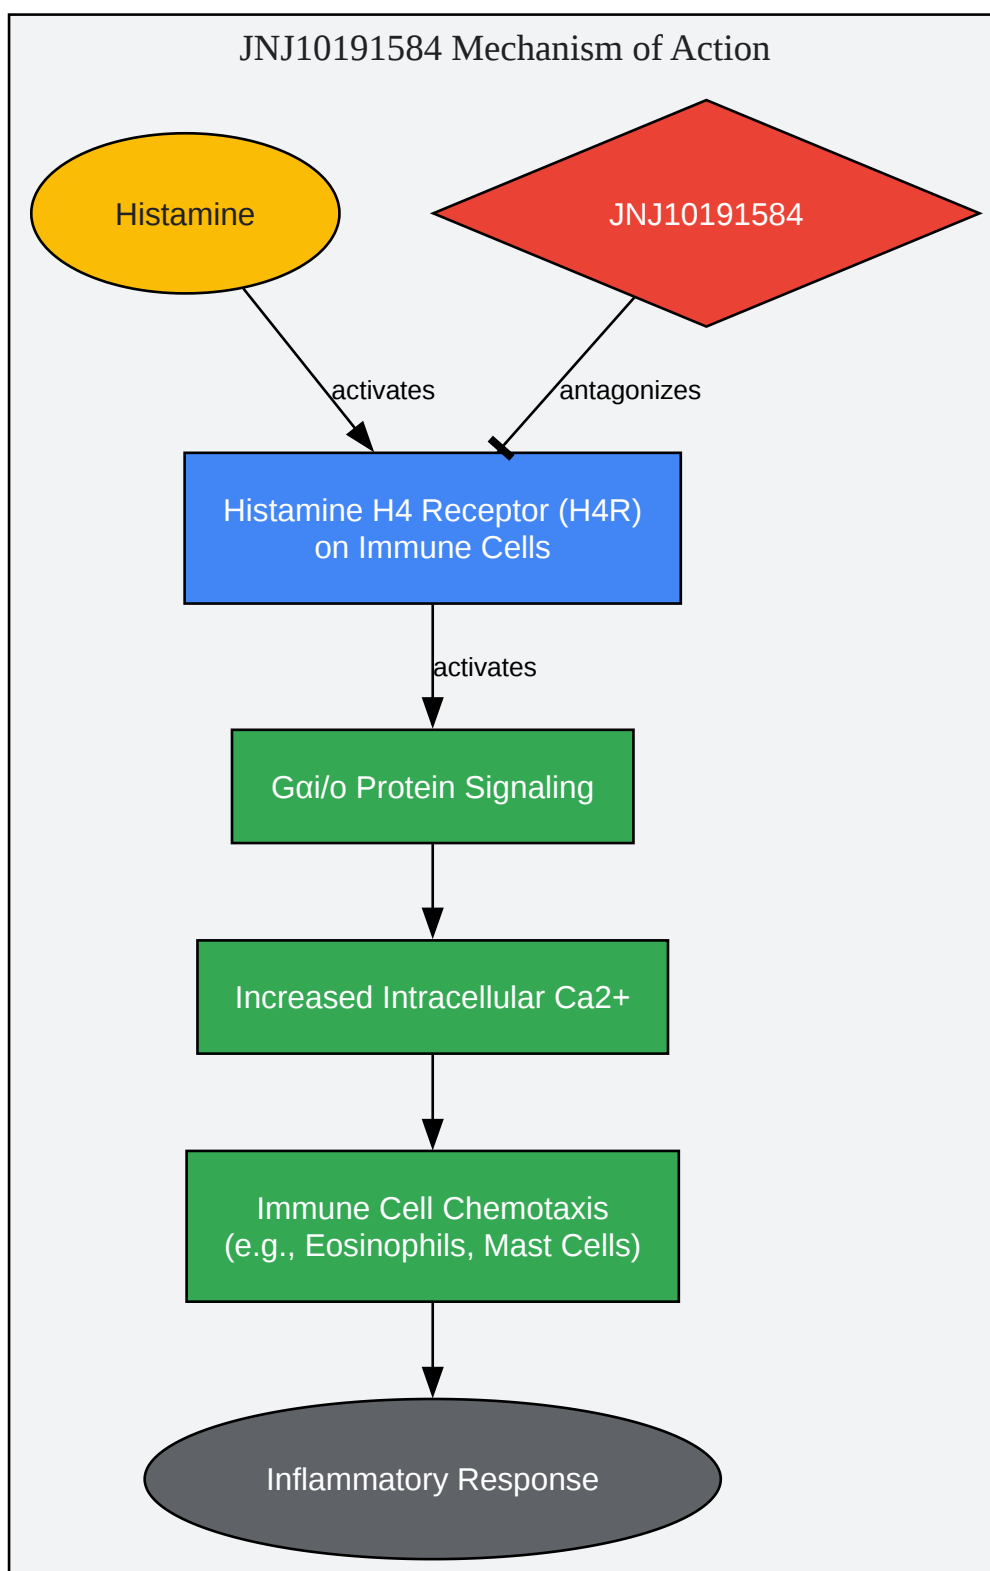 JNJ10191584 Mechanism of Action
Histamine
JNJ10191584
activates
antagonizes
Histamine H4 Receptor (H4R)
on Immune Cells
activates
Gαi/o Protein Signaling
Increased Intracellular Ca2+
Immune Cell Chemotaxis
(e.g., Eosinophils, Mast Cells)
Inflammatory Response